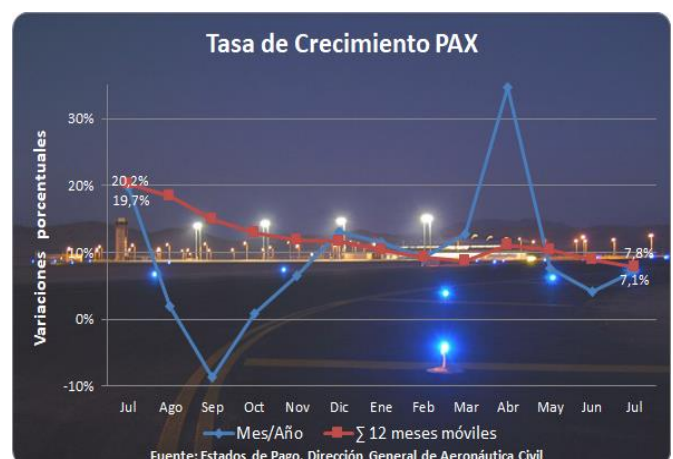 Tasa de Crecimiento PAX
Variaciones porcentuales
30%
20%
10%
0%
-10%
20,2%
19,7%
7,8%
7,1%
Jul Ago Sep Oct Nov Dic Ene Feb Mar Abr May Jun Jul
Mes/Año ∑ 12 meses móviles
Fuente: Estados de Pago, Dirección General de Aeronáutica Civil